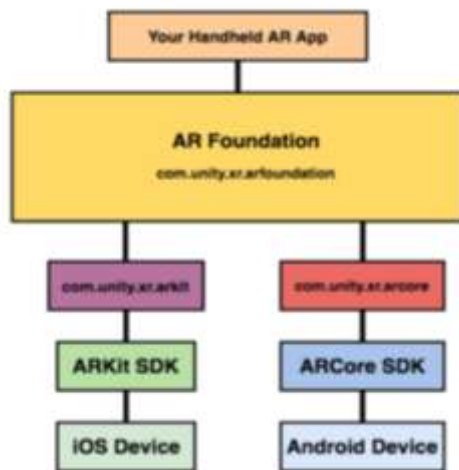 Your Handheld AR App
AR Foundation
com.unity.xr.arfoundation
com.unity.xr.arkit
com.unity.xr.arcore
ARKit SDK
ARCore SDK
iOS Device
Android Device